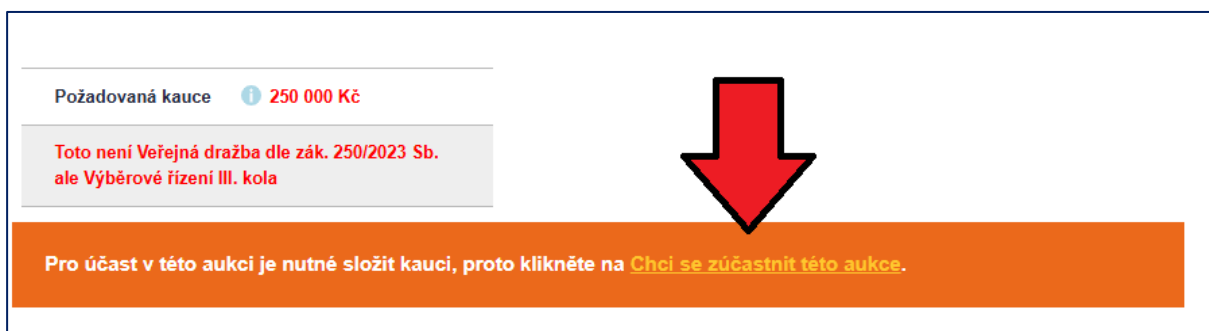 Požadovaná kauce 250 000 Kč
Toto není Veřejná dražba dle zák. 250/2023 Sb.
ale Výběrové řízení III. kola
Pro účast v této aukci je nutné složit kauci, proto klikněte na Chci se zúčastnit této aukce.